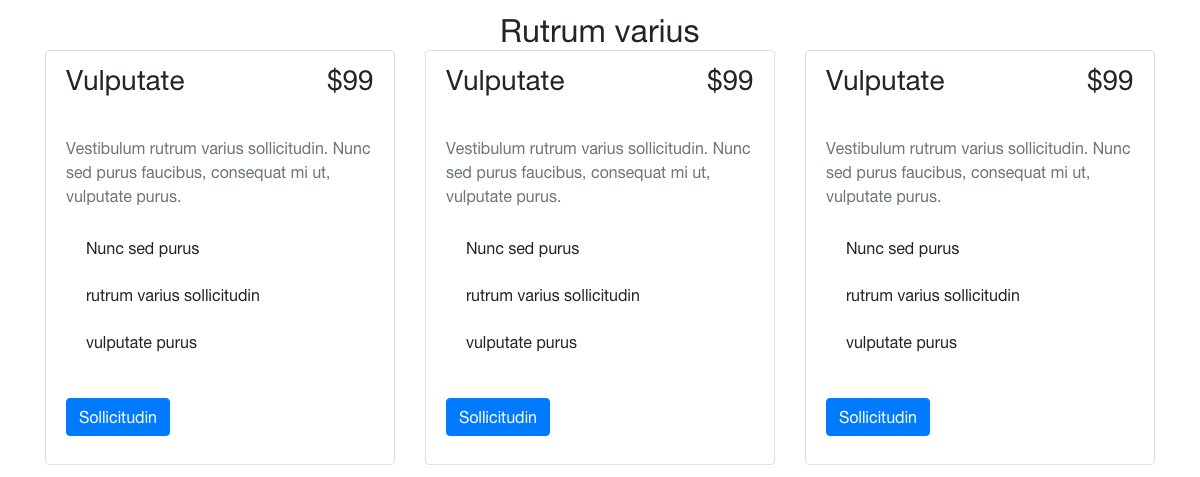 Rutrum varius
Vulputate $99
Vestibulum rutrum varius sollicitudin. Nunc
sed purus faucibus, consequat mi ut,
vulputate purus.
Nunc sed purus
rutrum varius sollicitudin
vulputate purus
Sollicitudin
Vulputate $99
Vestibulum rutrum varius sollicitudin. Nunc
sed purus faucibus, consequat mi ut,
vulputate purus.
Nunc sed purus
rutrum varius sollicitudin
vulputate purus
Sollicitudin
Vulputate $99
Vestibulum rutrum varius sollicitudin. Nunc
sed purus faucibus, consequat mi ut,
vulputate purus.
Nunc sed purus
rutrum varius sollicitudin
vulputate purus
Sollicitudin